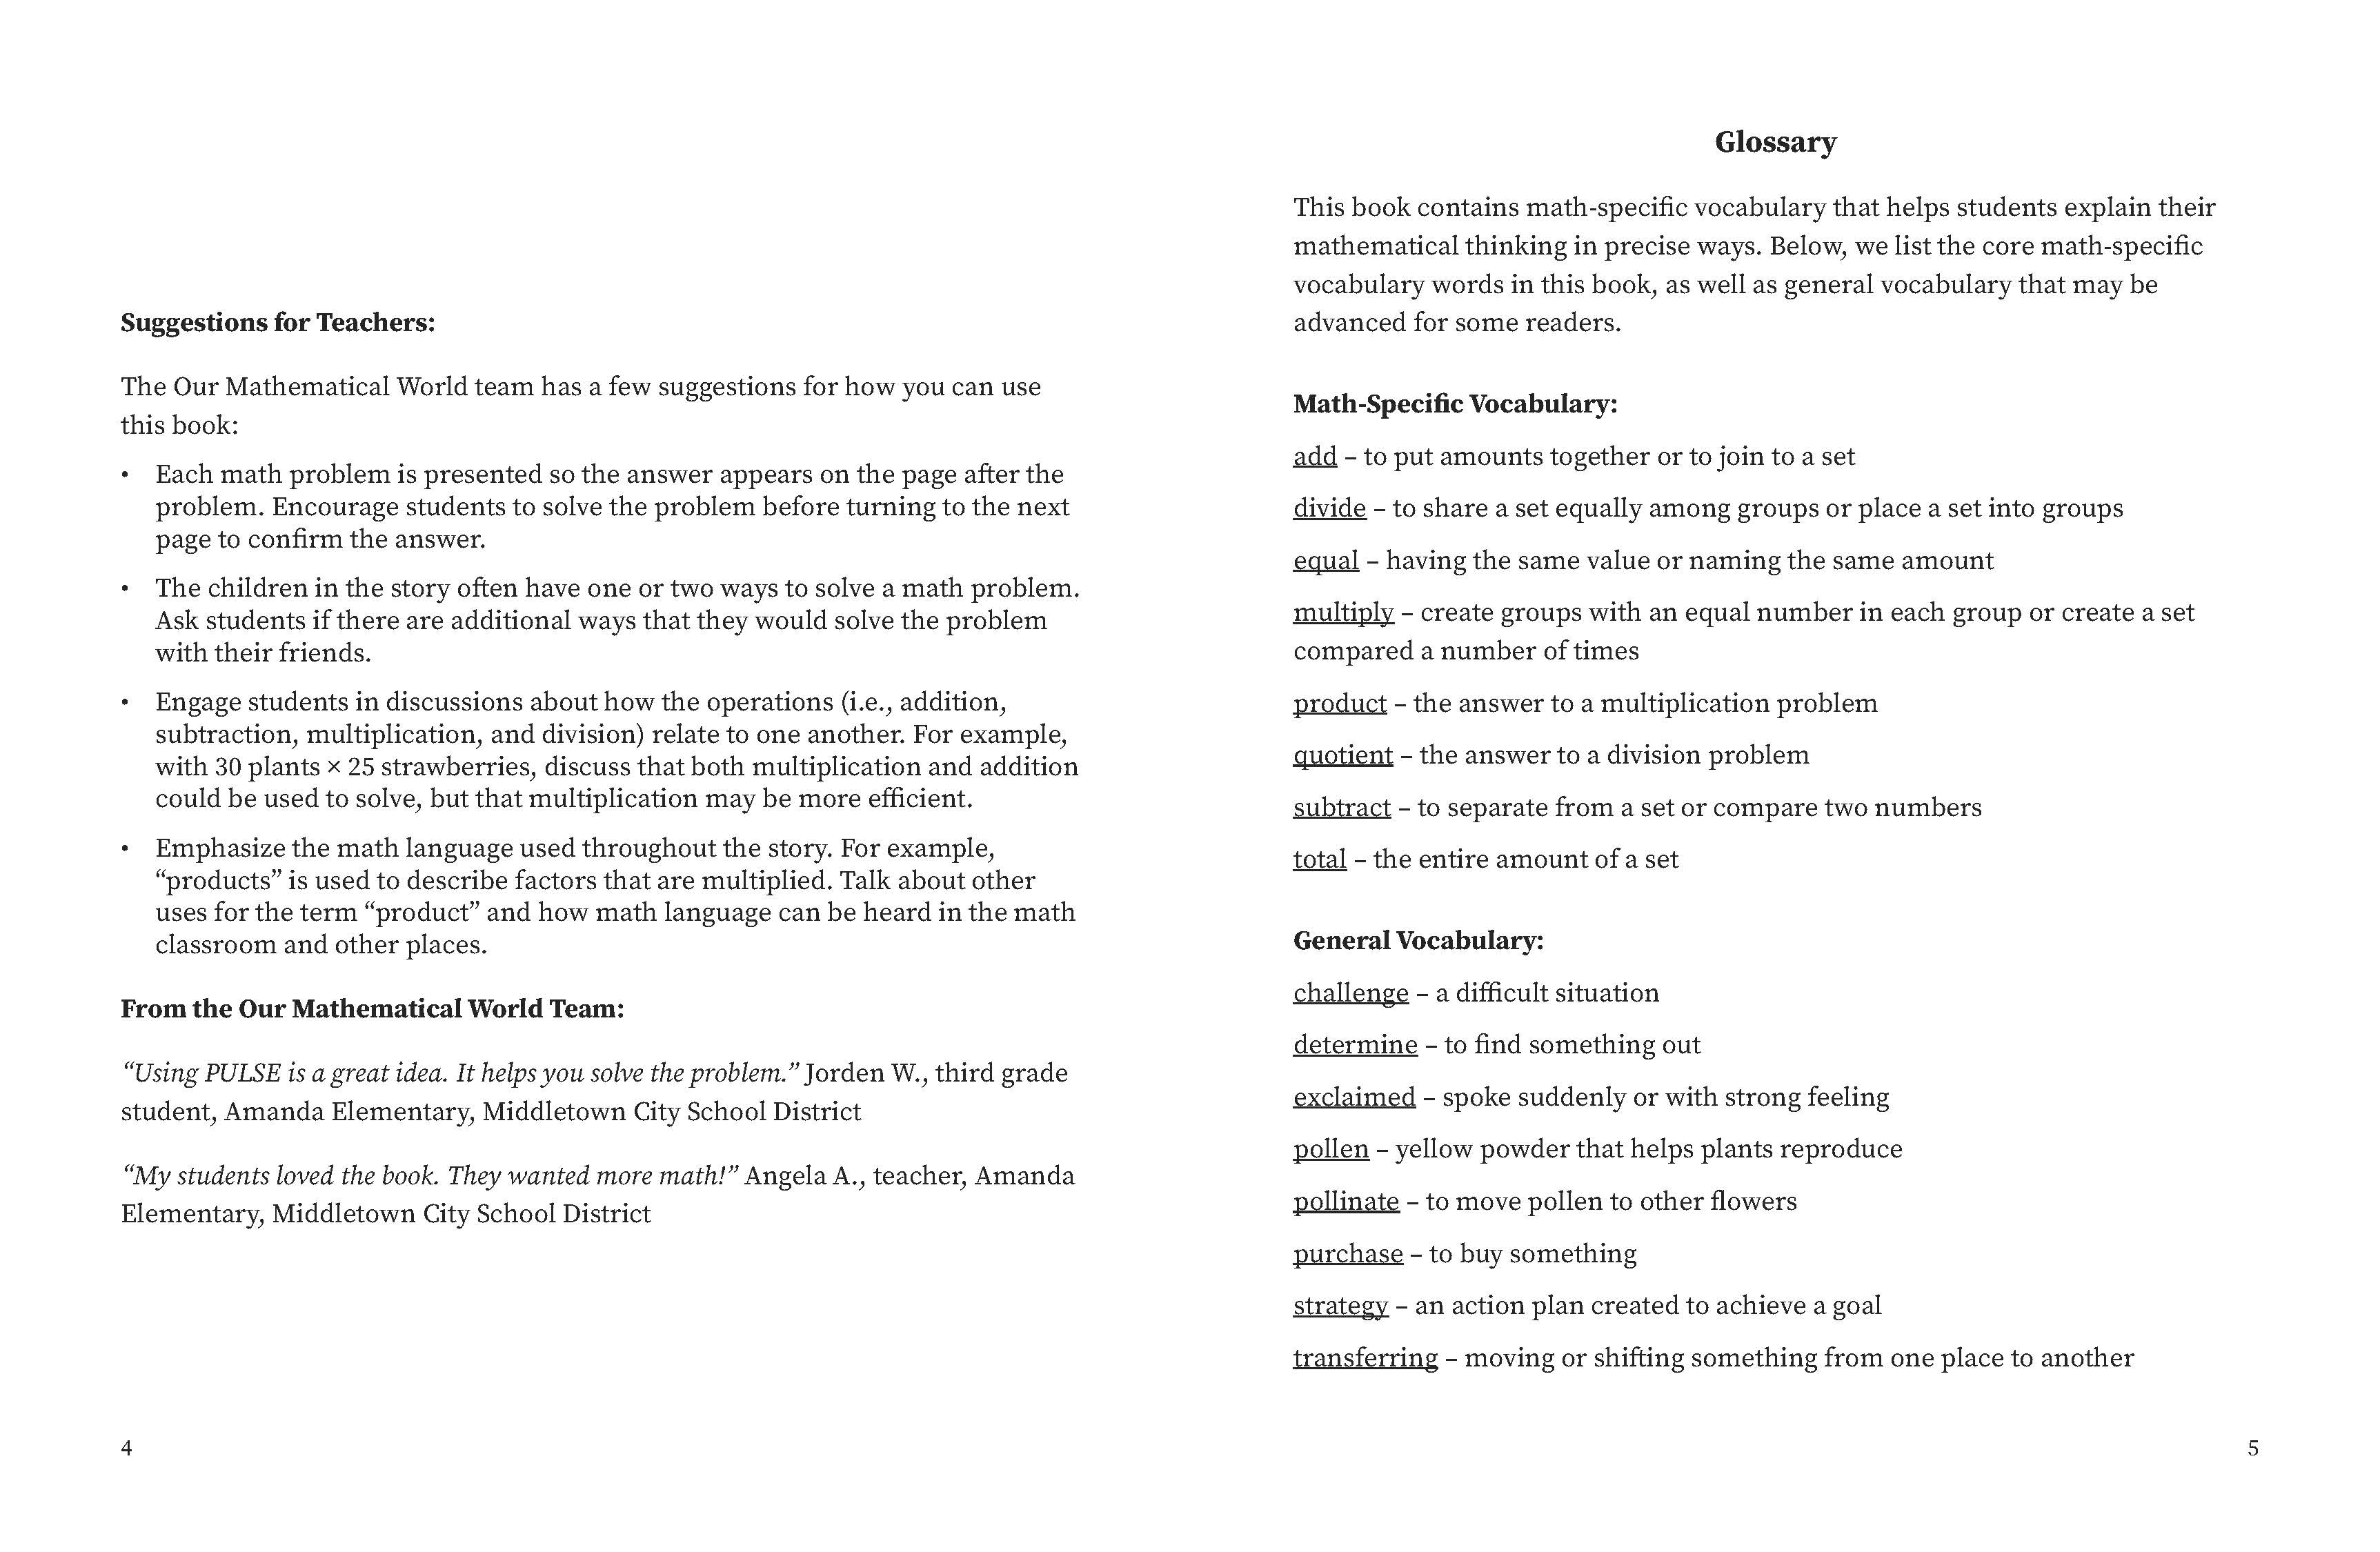 Suggestions for Teachers:
The Our Mathematical World team has a few suggestions for how you can use
this book:
• Each math problem is presented so the answer appears on the page after the
problem. Encourage students to solve the problem before turning to the next
page to confirm the answer.
• The children in the story often have one or two ways to solve a math problem.
Ask students if there are additional ways that they would solve the problem
with their friends.
• Engage students in discussions about how the operations (i.e., addition,
subtraction, multiplication, and division) relate to one another. For example,
with 30 plants × 25 strawberries, discuss that both multiplication and addition
could be used to solve, but that multiplication may be more efficient.
• Emphasize the math language used throughout the story. For example,
“products” is used to describe factors that are multiplied. Talk about other
uses for the term “product” and how math language can be heard in the math
classroom and other places.
From the Our Mathematical World Team:
“Using PULSE is a great idea. It helps you solve the problem.” Jorden W., third grade
student, Amanda Elementary, Middletown City School District
“My students loved the book. They wanted more math!” Angela A., teacher, Amanda
Elementary, Middletown City School District
4
Glossary
This book contains math-specific vocabulary that helps students explain their
mathematical thinking in precise ways. Below, we list the core math-specific
vocabulary words in this book, as well as general vocabulary that may be
advanced for some readers.
Math-Specific Vocabulary:
add – to put amounts together or to join to a set
divide – to share a set equally among groups or place a set into groups
equal – having the same value or naming the same amount
multiply – create groups with an equal number in each group or create a set
compared a number of times
product – the answer to a multiplication problem
quotient – the answer to a division problem
subtract – to separate from a set or compare two numbers
total – the entire amount of a set
General Vocabulary:
challenge – a difficult situation
determine – to find something out
exclaimed – spoke suddenly or with strong feeling
pollen – yellow powder that helps plants reproduce
pollinate – to move pollen to other flowers
purchase – to buy something
strategy – an action plan created to achieve a goal
transferring – moving or shifting something from one place to another
5